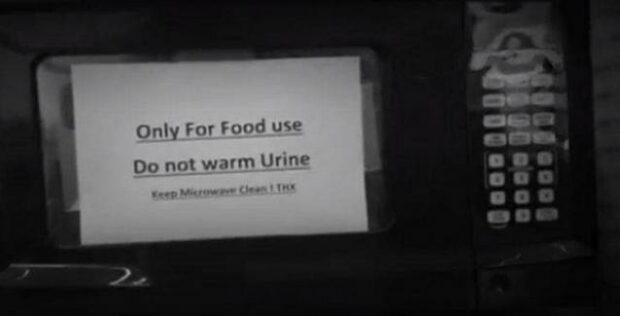 Only For Food use
Do not warm Urine
Keep Microwave Clean ! THX